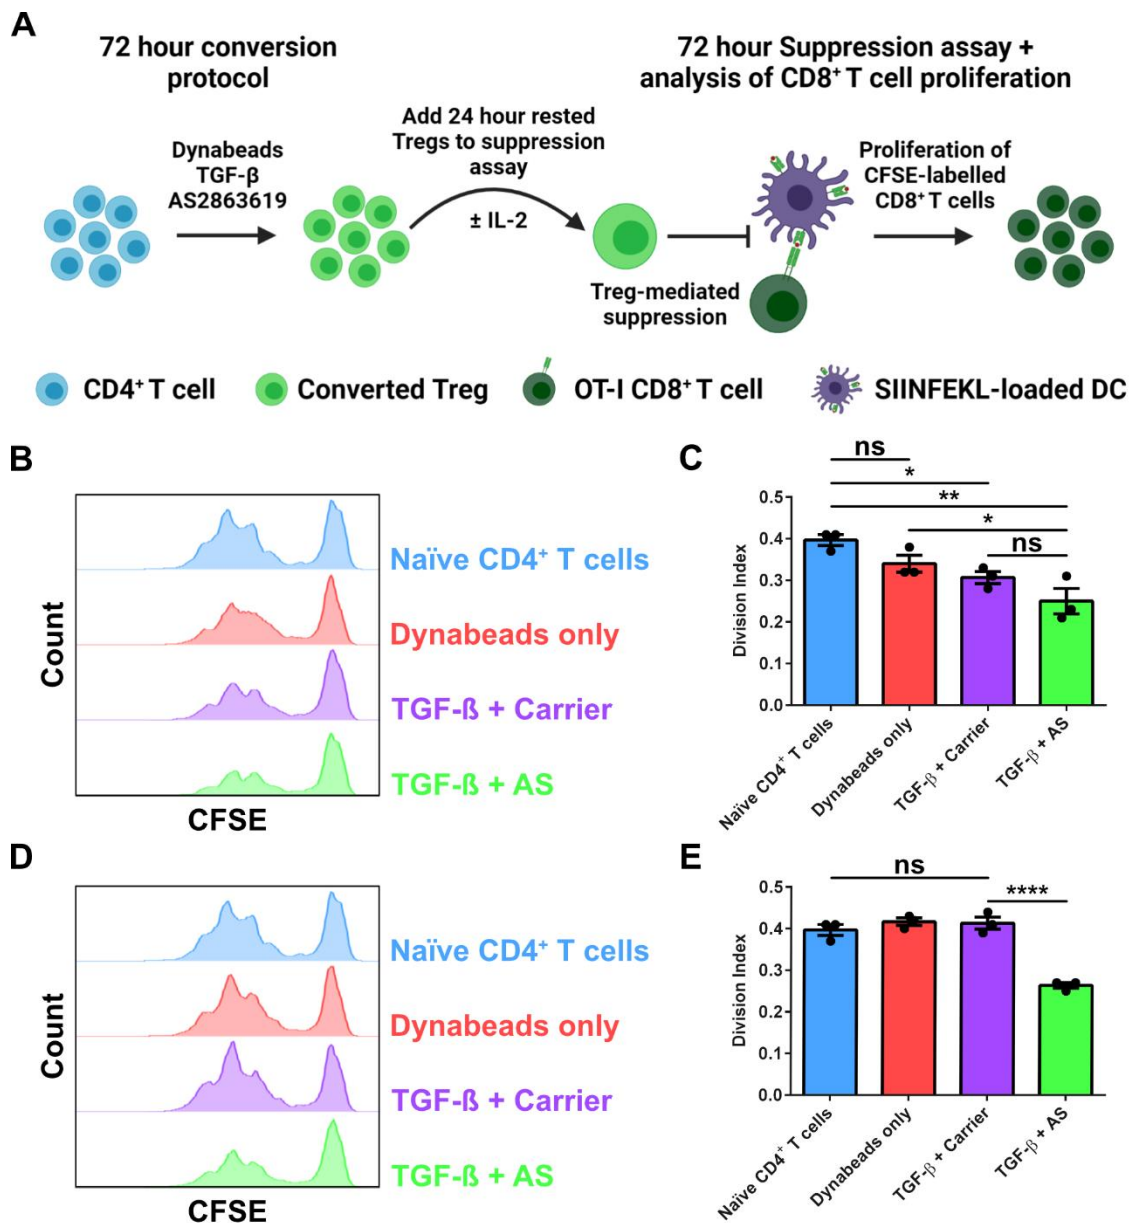 A
72 hour conversion
protocol
72 hour Suppression assay +
analysis of CD8⁺ T cell proliferation
Dynabeads
TGF-β
AS2863619
Add 24 hour rested
Tregs to suppression
assay
± IL-2
Treg-mediated
suppression
Proliferation of
CFSE-labelled
CD8⁺ T cells
CD4⁺ T cell
Converted Treg
OT-I CD8⁺ T cell
SIINFEKL-loaded DC
B
Count
Naïve CD4⁺ T cells
Dynabeads only
TGF-ß + Carrier
TGF-ß + AS
CFSE
C
ns
*
**
*
ns
Division Index
0.5
0.4
0.3
0.2
0.1
0.0
Naïve CD4⁺ T cells
Dynabeads only
TGF-β + Carrier
TGF-β + AS
D
Count
Naïve CD4⁺ T cells
Dynabeads only
TGF-ß + Carrier
TGF-ß + AS
CFSE
E
ns
****
Division Index
0.5
0.4
0.3
0.2
0.1
0.0
Naïve CD4⁺ T cells
Dynabeads only
TGF-β + Carrier
TGF-β + AS